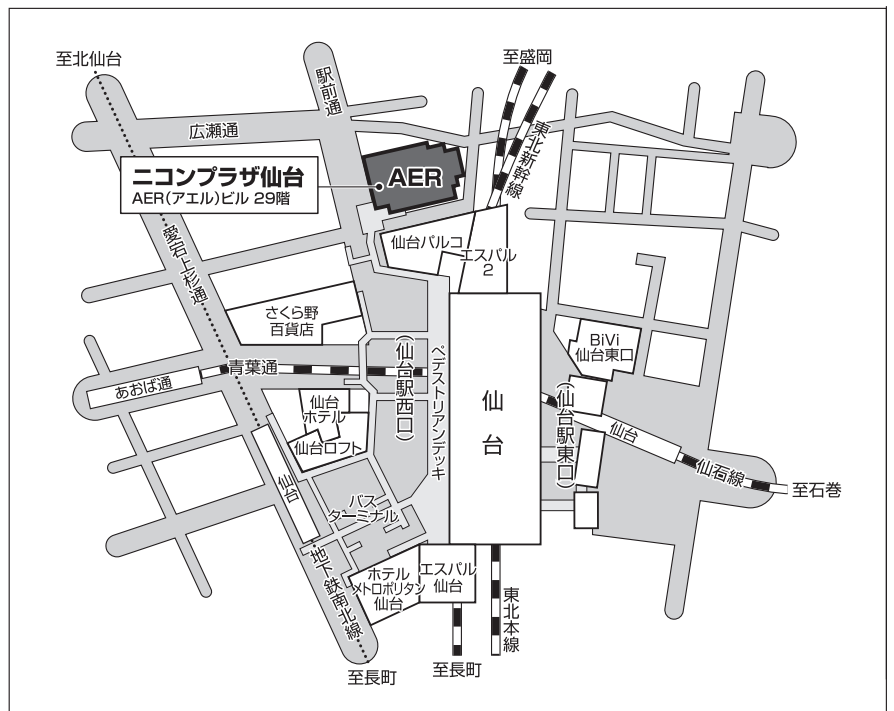 至北仙台
駅前通
至盛岡
広瀬通
東北新幹線
ニコンプラザ仙台
AER(アエル)ビル 29階
AER
愛宕上杉通
仙台パルコ
エスパル
2
さくら野
百貨店
BiVi
仙台東口
青葉通
あおば通
(仙台駅西口)
ペデストリアンデッキ
仙台
(仙台駅東口)
仙台
ホテル
仙台ロフト
仙台
仙石線
至石巻
仙台
バス
ターミナル
地下鉄南北線
ホテル
メトロポリタン
仙台
エスパル
仙台
東北本線
至長町
至長町